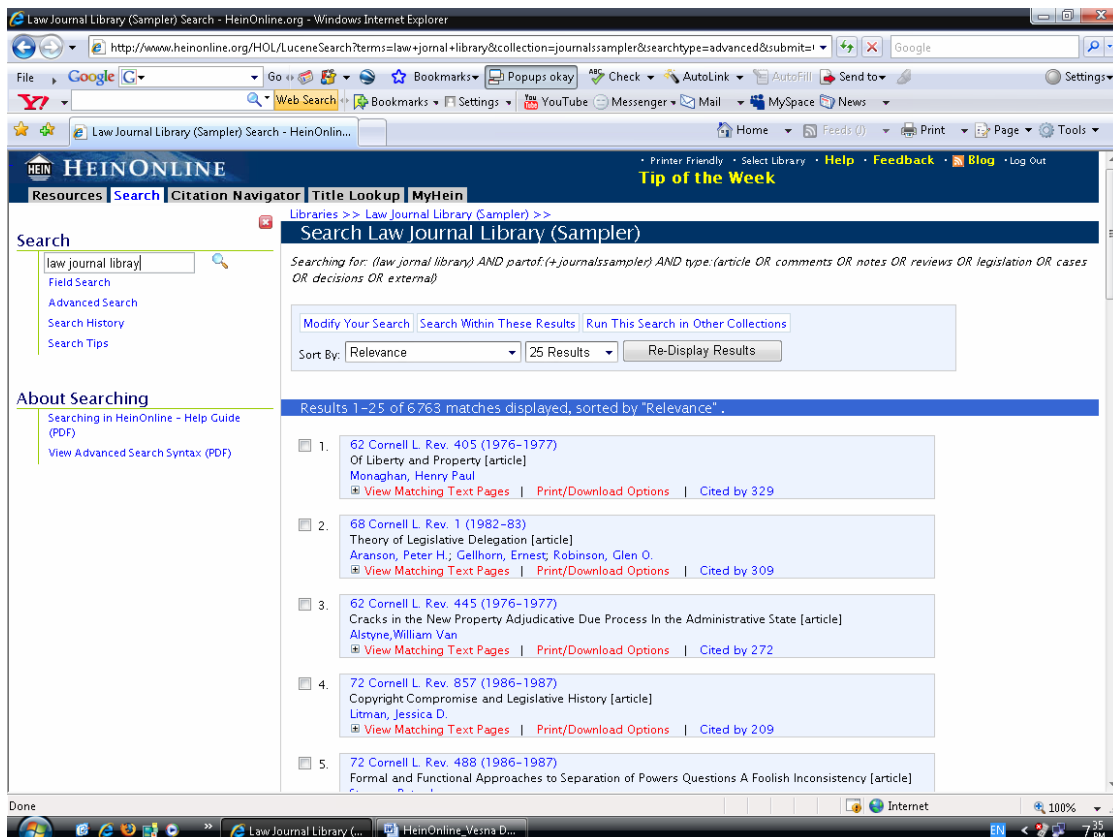 Law Journal Library (Sampler) Search - HeinOnline.org - Windows Internet Explorer
http://www.heinonline.org/HOL/LuceneSearch?terms=law+jornal+library&collection=journalssampler&searchtype=advanced&submit=
Google
File Google G Go Bookmarks Popups okay Check AutoLink AutoFill Send to Settings
Y! Web Search Bookmarks Settings YouTube Messenger Mail MySpace News
Law Journal Library (Sampler) Search - HeinOnlin... Home Feeds (J) Print Page Tools
HEIN HEINONLINE
· Printer Friendly · Select Library · Help · Feedback · Blog · Log Out
Tip of the Week
Resources Search Citation Navigator Title Lookup MyHein
Search
law journal libray
Field Search
Advanced Search
Search History
Search Tips
About Searching
Searching in HeinOnline - Help Guide
(PDF)
View Advanced Search Syntax (PDF)
Libraries >> Law Journal Library (Sampler) >>
Search Law Journal Library (Sampler)
Searching for: (law jornal library) AND partof:(+journalssampler) AND type:(article OR comments OR notes OR reviews OR legislation OR cases
OR decisions OR external)
Modify Your Search Search Within These Results Run This Search in Other Collections
Sort By: Relevance 25 Results Re-Display Results
Results 1-25 of 6763 matches displayed, sorted by "Relevance" .
1. 62 Cornell L. Rev. 405 (1976-1977)
Of Liberty and Property [article]
Monaghan, Henry Paul
View Matching Text Pages | Print/Download Options | Cited by 329
2. 68 Cornell L. Rev. 1 (1982-83)
Theory of Legislative Delegation [article]
Aranson, Peter H.; Gellhorn, Ernest; Robinson, Glen O.
View Matching Text Pages | Print/Download Options | Cited by 309
3. 62 Cornell L. Rev. 445 (1976-1977)
Cracks in the New Property Adjudicative Due Process In the Administrative State [article]
Alstyne,William Van
View Matching Text Pages | Print/Download Options | Cited by 272
4. 72 Cornell L. Rev. 857 (1986-1987)
Copyright Compromise and Legislative History [article]
Litman, Jessica D.
View Matching Text Pages | Print/Download Options | Cited by 209
5. 72 Cornell L. Rev. 488 (1986-1987)
Formal and Functional Approaches to Separation of Powers Questions A Foolish Inconsistency [article]
Done Internet 100%
Law Journal Library (... HeinOnline_Vesna D... EN 7 35 PM